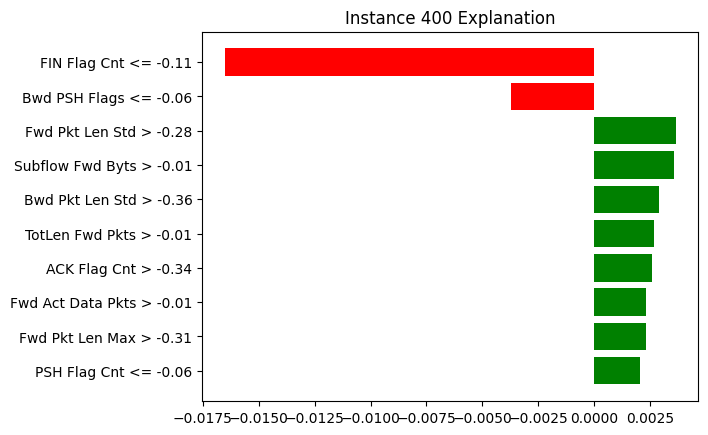 Instance 400 Explanation
FIN Flag Cnt <= -0.11
Bwd PSH Flags <= -0.06
Fwd Pkt Len Std > -0.28
Subflow Fwd Byts > -0.01
Bwd Pkt Len Std > -0.36
TotLen Fwd Pkts > -0.01
ACK Flag Cnt > -0.34
Fwd Act Data Pkts > -0.01
Fwd Pkt Len Max > -0.31
PSH Flag Cnt <= -0.06
−0.0175 −0.0150 −0.0125 −0.0100 −0.0075 −0.0050 −0.0025 0.0000 0.0025